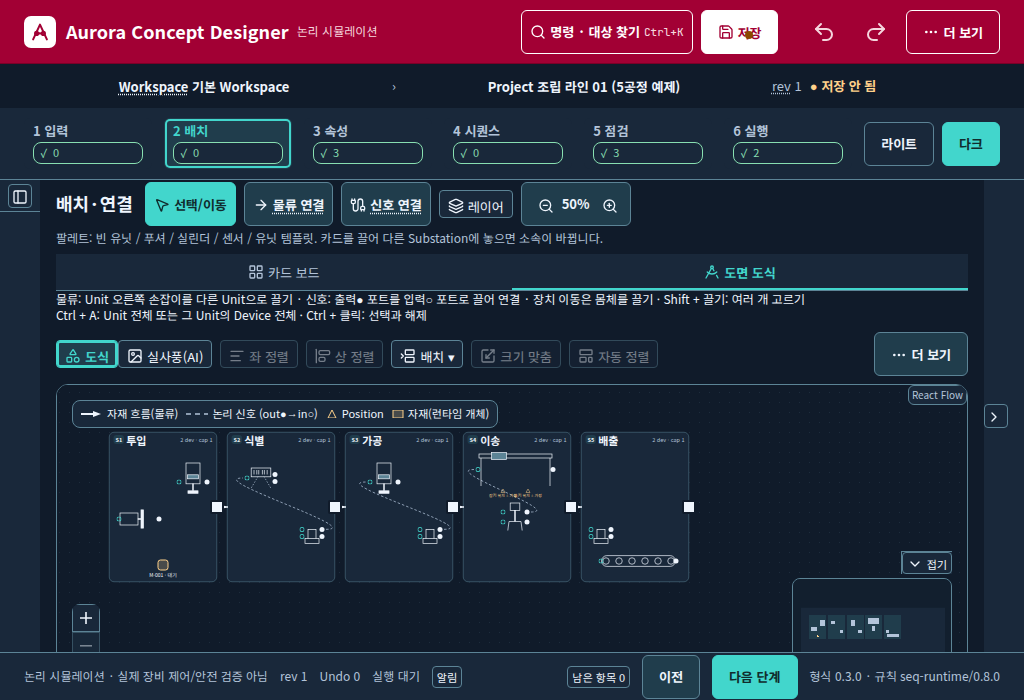 Aurora Concept Designer 논리 시뮬레이션 명령 · 대상 찾기 Ctrl+K 저장 ··· 더 보기
Workspace 기본 Workspace › Project 조립 라인 01 (5공정 예제) rev 1 ● 저장 안 됨
1 입력 2 배치 3 속성 4 시퀀스 5 점검 6 실행
√ 0 √ 0 √ 3 √ 0 √ 3 √ 2 라이트 다크
배치·연결 선택/이동 물류 연결 신호 연결 레이어 50%
팔레트: 빈 유닛 / 푸셔 / 실린더 / 센서 / 유닛 템플릿. 카드를 끌어 다른 Substation에 놓으면 소속이 바뀝니다.
카드 보드 도면 도식
물류: Unit 오른쪽 손잡이를 다른 Unit으로 끌기 · 신호: 출력● 포트를 입력○ 포트로 끌어 연결 · 장치 이동은 몸체를 끌기 · Shift + 끌기: 여러 개 고르기
Ctrl + A: Unit 전체 또는 그 Unit의 Device 전체 · Ctrl + 클릭: 선택과 해제
도식 실사풍(AI) 좌 정렬 상 정렬 배치 ▾ 크기 맞춤 자동 정렬 ··· 더 보기
React Flow
자재 흐름(물류) 논리 신호 (out●→in○) △ Position 자재(런타임 개체)
S1 투입 2 dev · cap 1 S2 식별 2 dev · cap 1 S3 가공 2 dev · cap 1 S4 이송 2 dev · cap 1 S5 배출 2 dev · cap 1
M-001 · 대기
접기
논리 시뮬레이션 · 실제 장비 제어/안전 검증 아님 rev 1 Undo 0 실행 대기 알림 남은 항목 0 이전 다음 단계 형식 0.3.0 · 규칙 seq-runtime/0.8.0